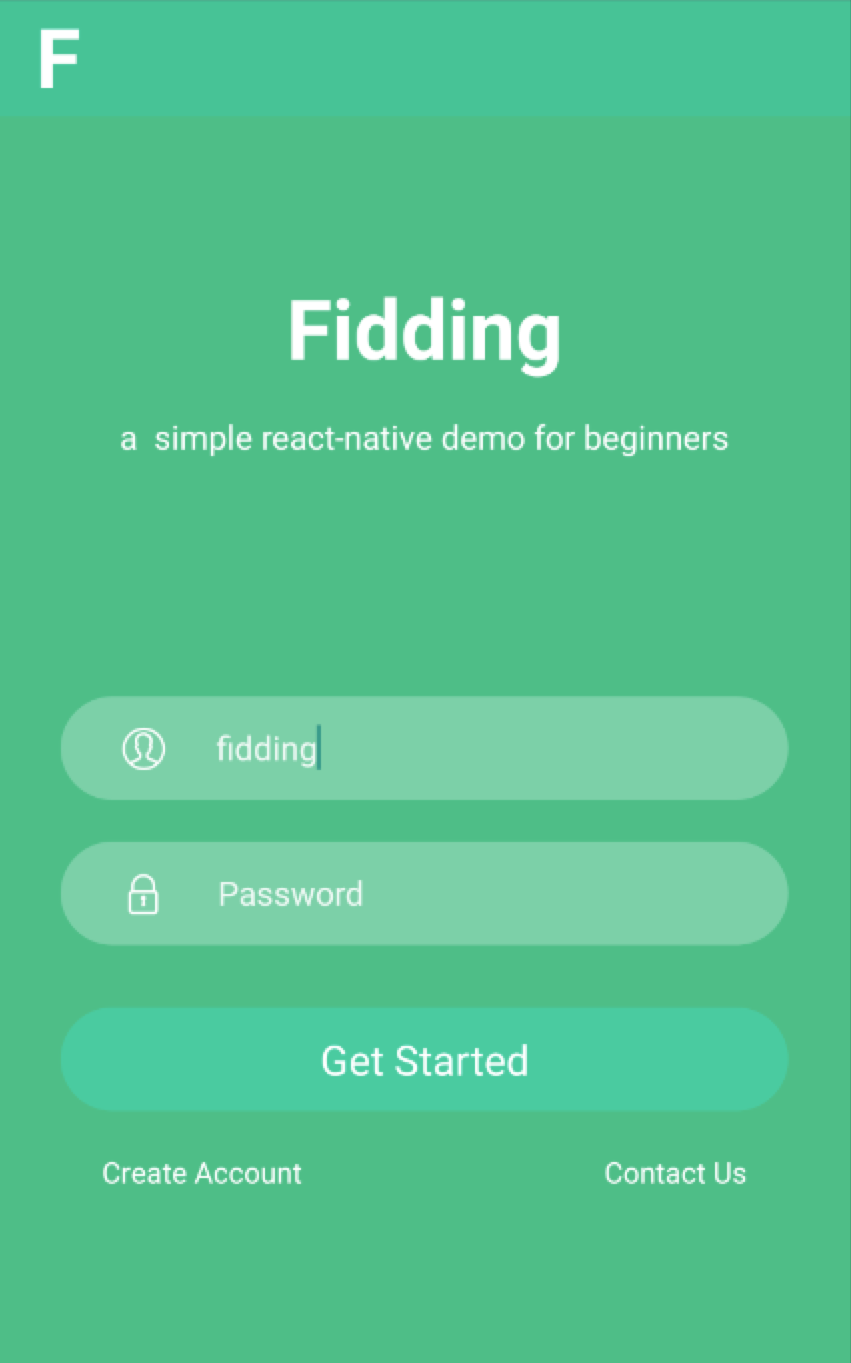 F
Fidding
a  simple react-native demo for beginners
fidding
Password
Get Started
Create Account
Contact Us